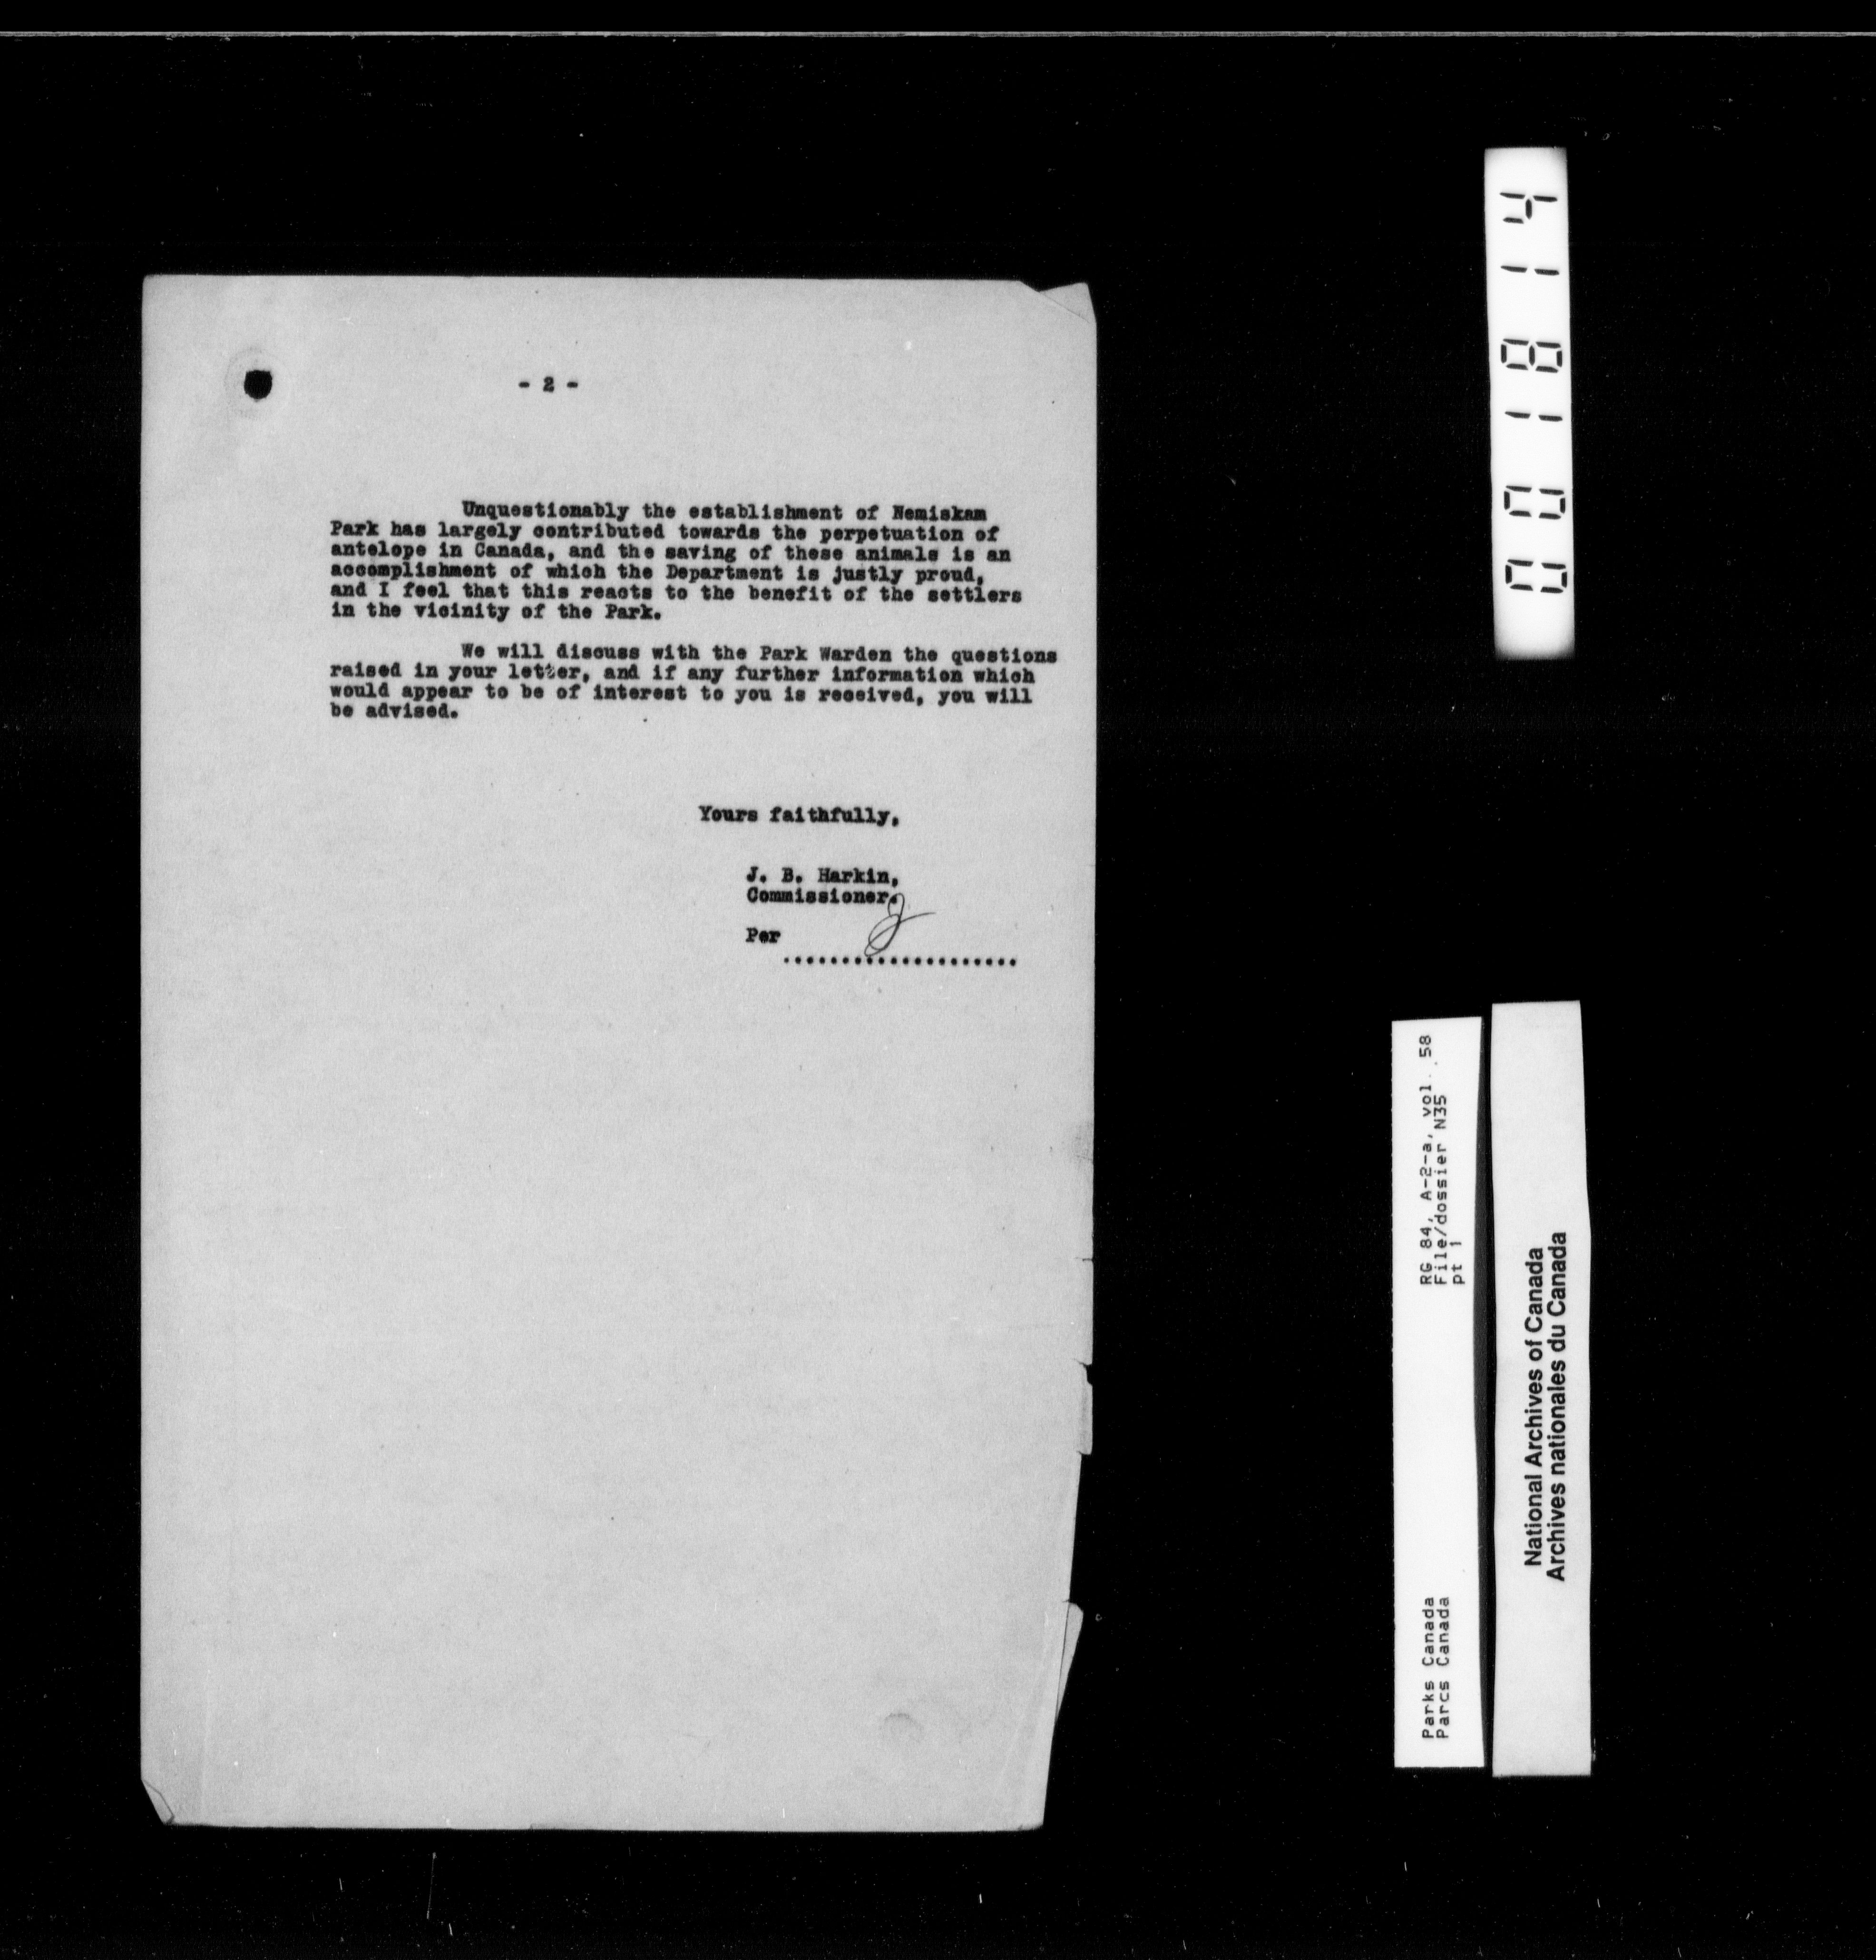 - 2 -
Unquestionably the establishment of Nemiskam
Park has largely contributed towards the perpetuation of
antelope in Canada, and the saving of these animals is an
accomplishment of which the Department is justly proud,
and I feel that this reacts to the benefit of the settlers
in the vicinity of the Park.
We will discuss with the Park Warden the questions
raised in your letter, and if any further information which
would appear to be of interest to you is received, you will
be advised.
Yours faithfully,
J. B. Harkin,
Commissioner.
Per
....................
001814
RG 84, A-2-a, vol. 58
File/dossier N35
pt 1
Parks Canada
Parcs Canada
National Archives of Canada
Archives nationales du Canada